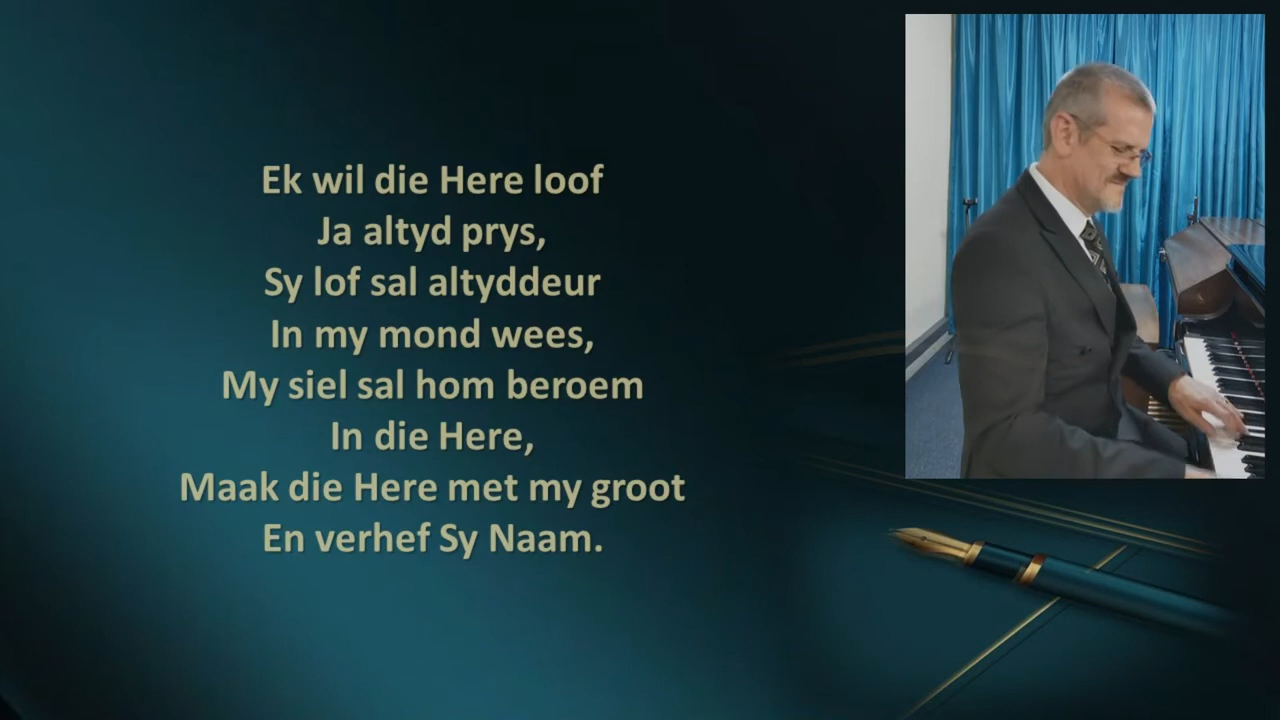 Ek wil die Here loof
Ja altyd prys,
Sy lof sal altyddeur
In my mond wees,
My siel sal hom beroem
In die Here,
Maak die Here met my groot
En verhef Sy Naam.